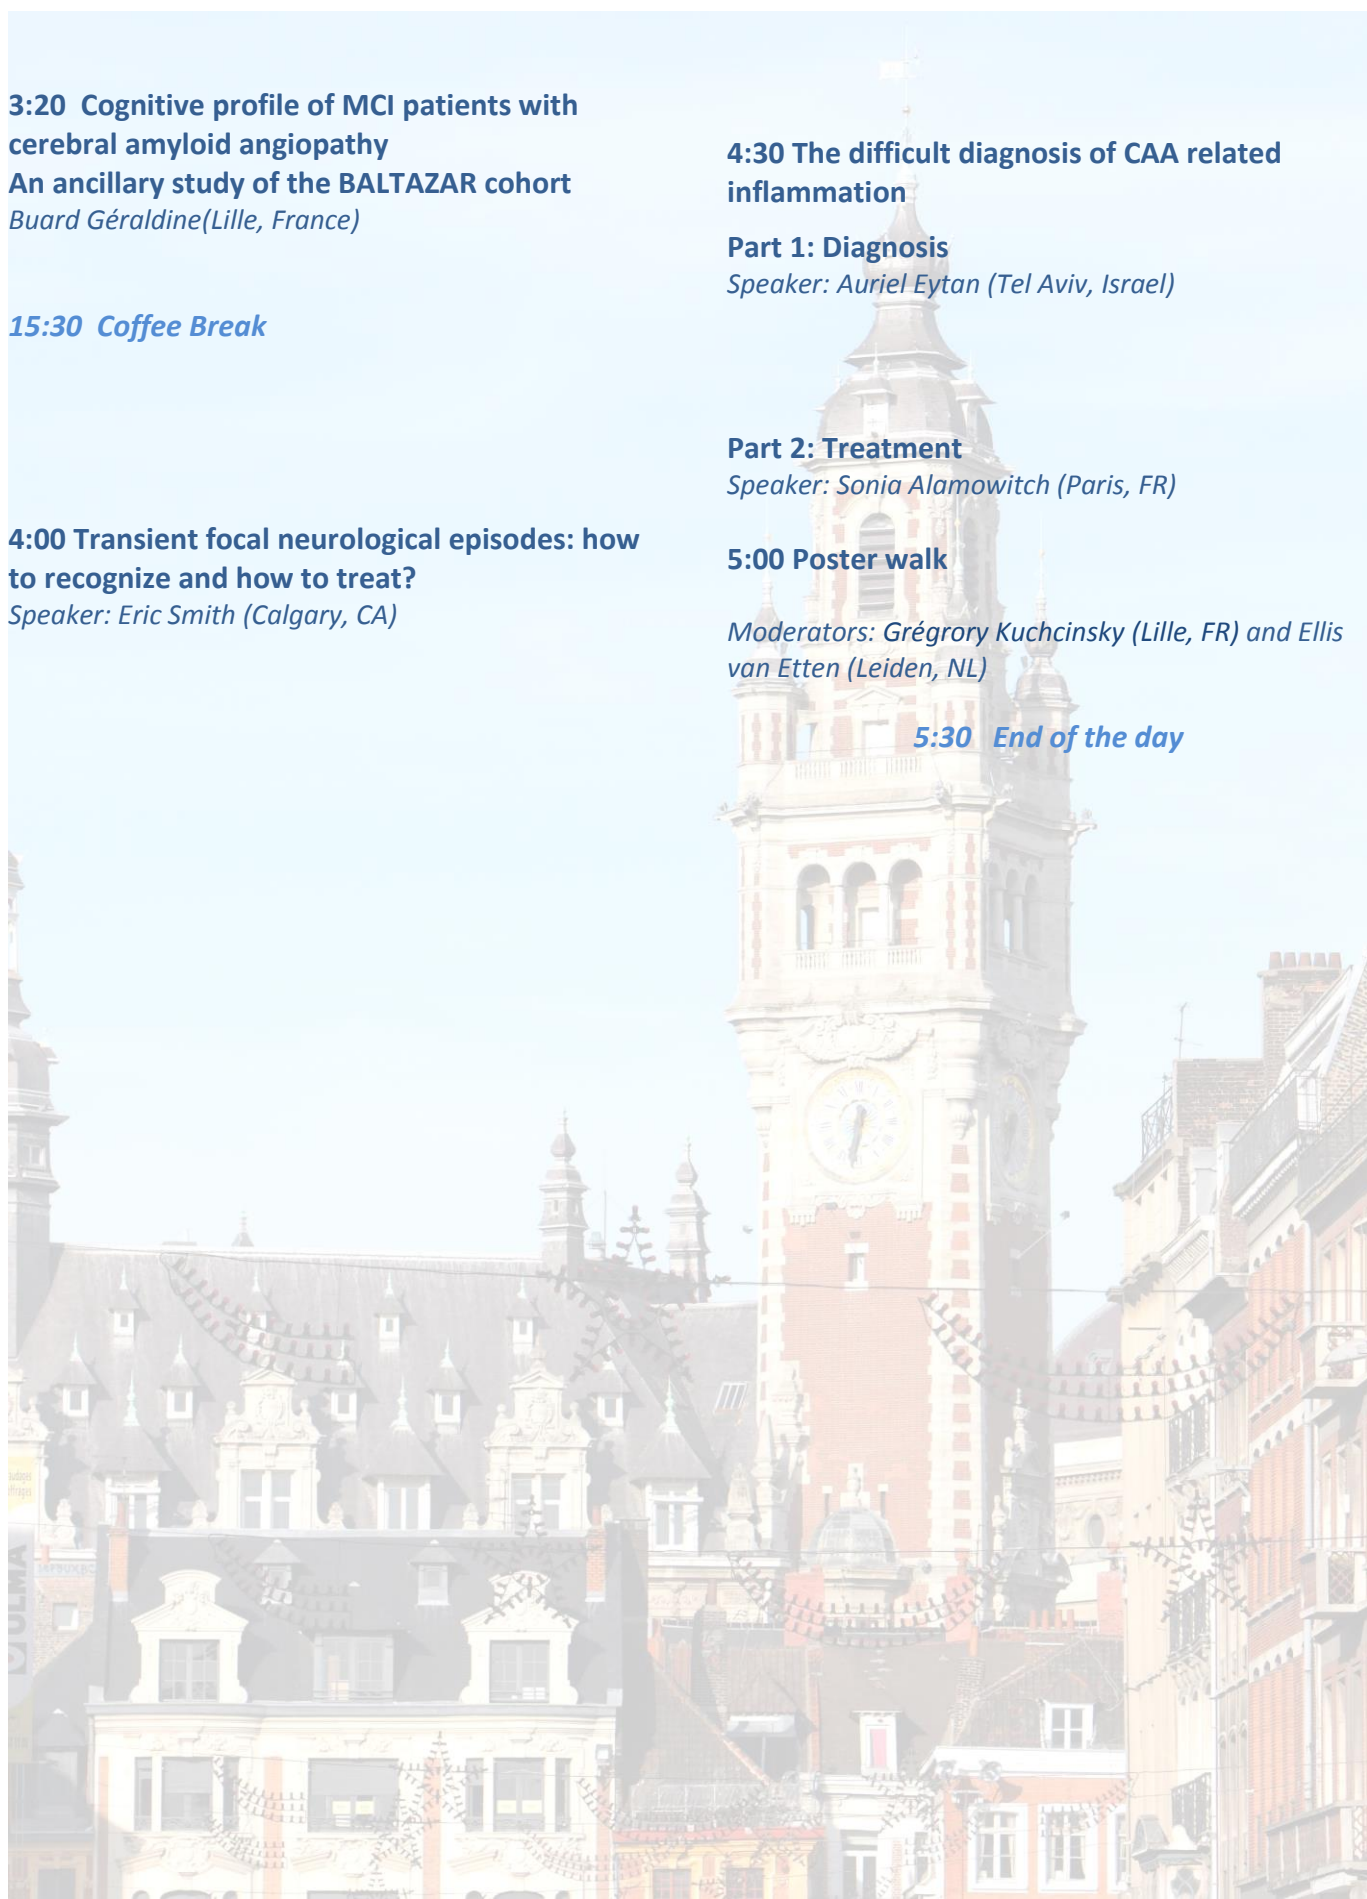 3:20 Cognitive profile of MCI patients with
cerebral amyloid angiopathy
An ancillary study of the BALTAZAR cohort
Buard Géraldine(Lille, France)
15:30 Coffee Break
4:00 Transient focal neurological episodes: how
to recognize and how to treat?
Speaker: Eric Smith (Calgary, CA)
4:30 The difficult diagnosis of CAA related
inflammation
Part 1: Diagnosis
Speaker: Auriel Eytan (Tel Aviv, Israel)
Part 2: Treatment
Speaker: Sonia Alamowitch (Paris, FR)
5:00 Poster walk
Moderators: Grégrory Kuchcinsky (Lille, FR) and Ellis
van Etten (Leiden, NL)
5:30 End of the day